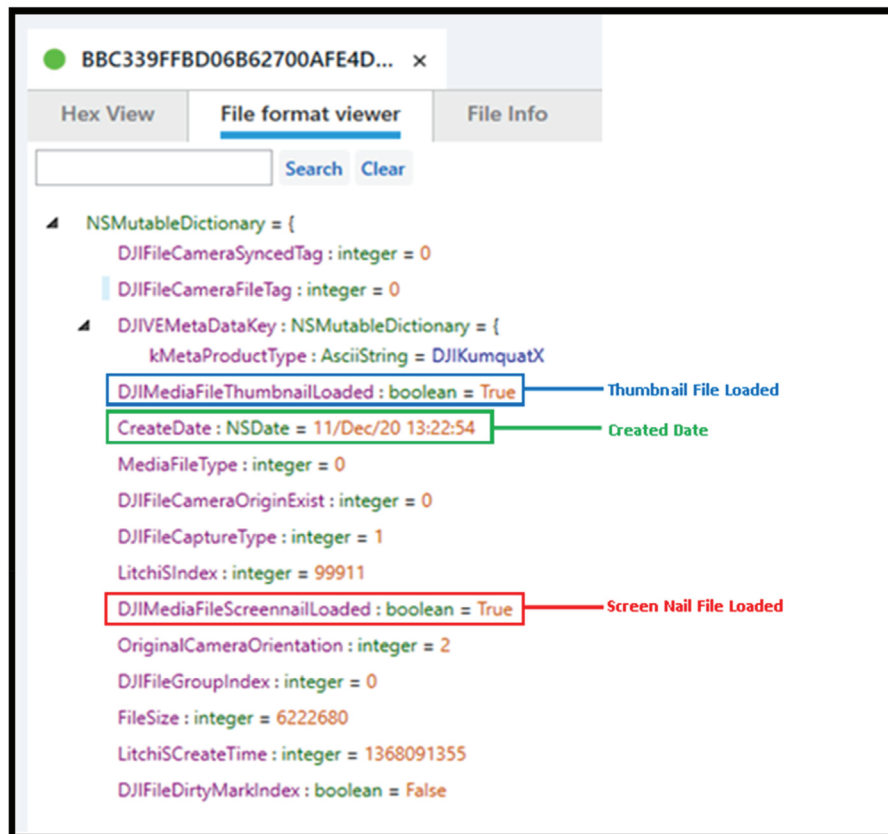 BBC339FFBD06B62700AFE4D... ×
Hex View File format viewer File Info
Search Clear
NSMutableDictionary = {
DJIFileCameraSyncedTag : integer = 0
DJIFileCameraFileTag : integer = 0
DJIVEMetaDataKey : NSMutableDictionary = {
kMetaProductType : AsciiString = DJIKumquatX
DJIMediaFileThumbnailLoaded : boolean = True Thumbnail File Loaded
CreateDate : NSDate = 11/Dec/20 13:22:54 Created Date
MediaFileType : integer = 0
DJIFileCameraOriginExist : integer = 0
DJIFileCaptureType : integer = 1
LitchiSIndex : integer = 99911
DJIMediaFileScreennailLoaded : boolean = True Screen Nail File Loaded
OriginalCameraOrientation : integer = 2
DJIFileGroupIndex : integer = 0
FileSize : integer = 6222680
LitchiSCreateTime : integer = 1368091355
DJIFileDirtyMarkIndex : boolean = False